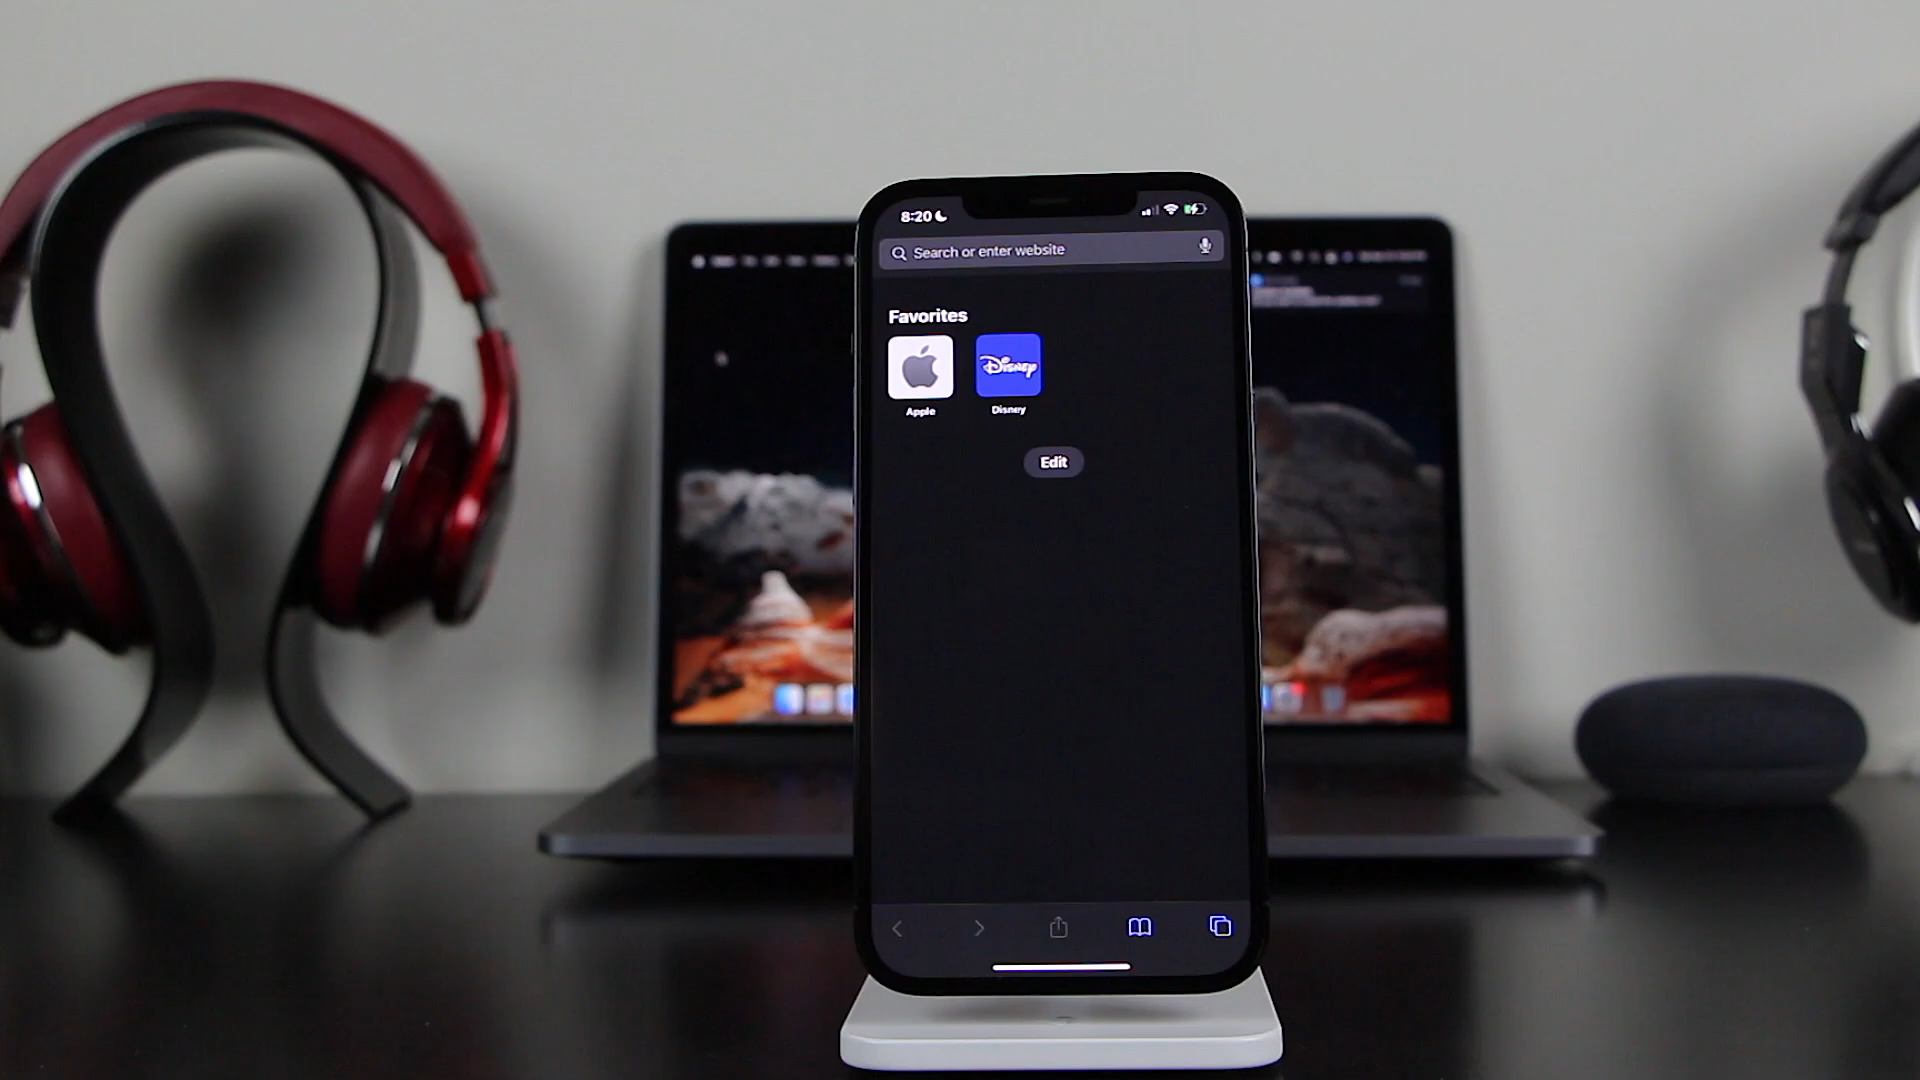 8:20
Search or enter website
Favorites
Disney
Apple
Disney
Edit